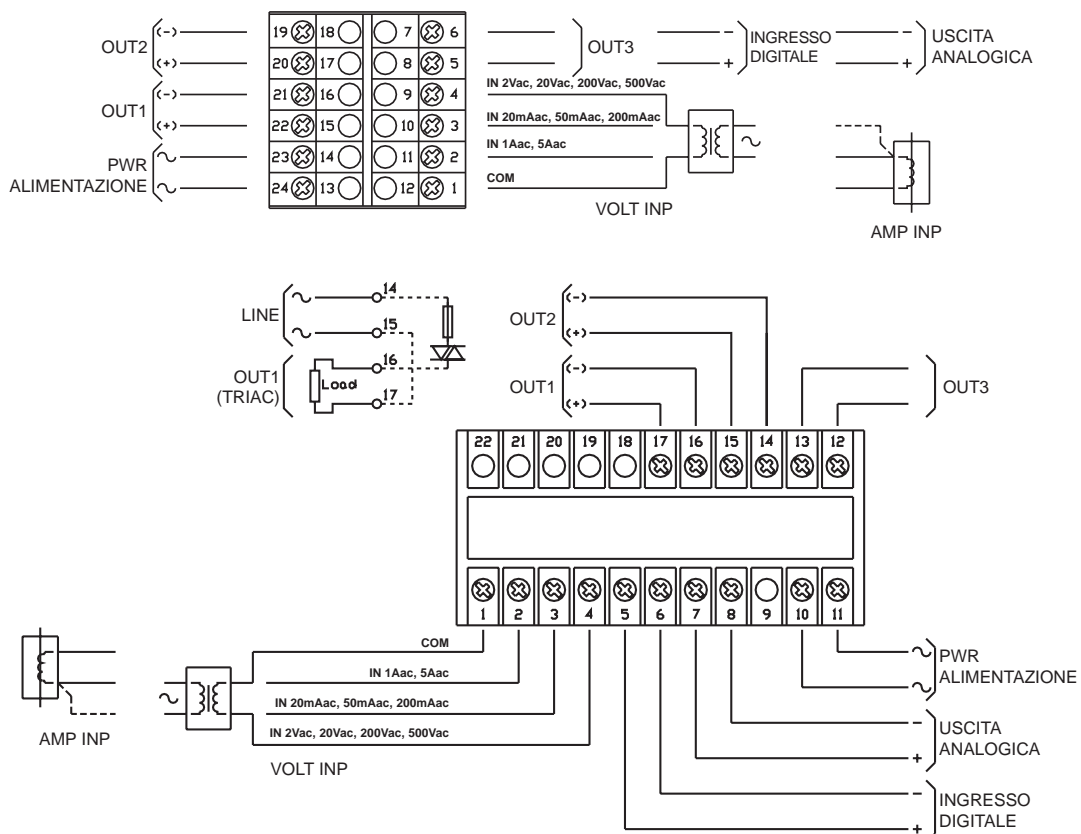 OUT2 (-) 19 18 7 6 OUT3 - INGRESSO DIGITALE - USCITA ANALOGICA
(+) 20 17 8 5 + +
OUT1 (-) 21 16 9 4 IN 2Vac, 20Vac, 200Vac, 500Vac
(+) 22 15 10 3 IN 20mAac, 50mAac, 200mAac
PWR ALIMENTAZIONE 23 14 11 2 IN 1Aac, 5Aac
24 13 12 1 COM
VOLT INP
AMP INP
LINE 14
15
OUT1 (TRIAC) Load 16
17
OUT2 (-)
(+)
OUT1 (-)
(+)
OUT3
22 21 20 19 18 17 16 15 14 13 12
1 2 3 4 5 6 7 8 9 10 11
COM
IN 1Aac, 5Aac
IN 20mAac, 50mAac, 200mAac
IN 2Vac, 20Vac, 200Vac, 500Vac
AMP INP
VOLT INP
PWR
ALIMENTAZIONE
- USCITA
+ ANALOGICA
- INGRESSO
+ DIGITALE